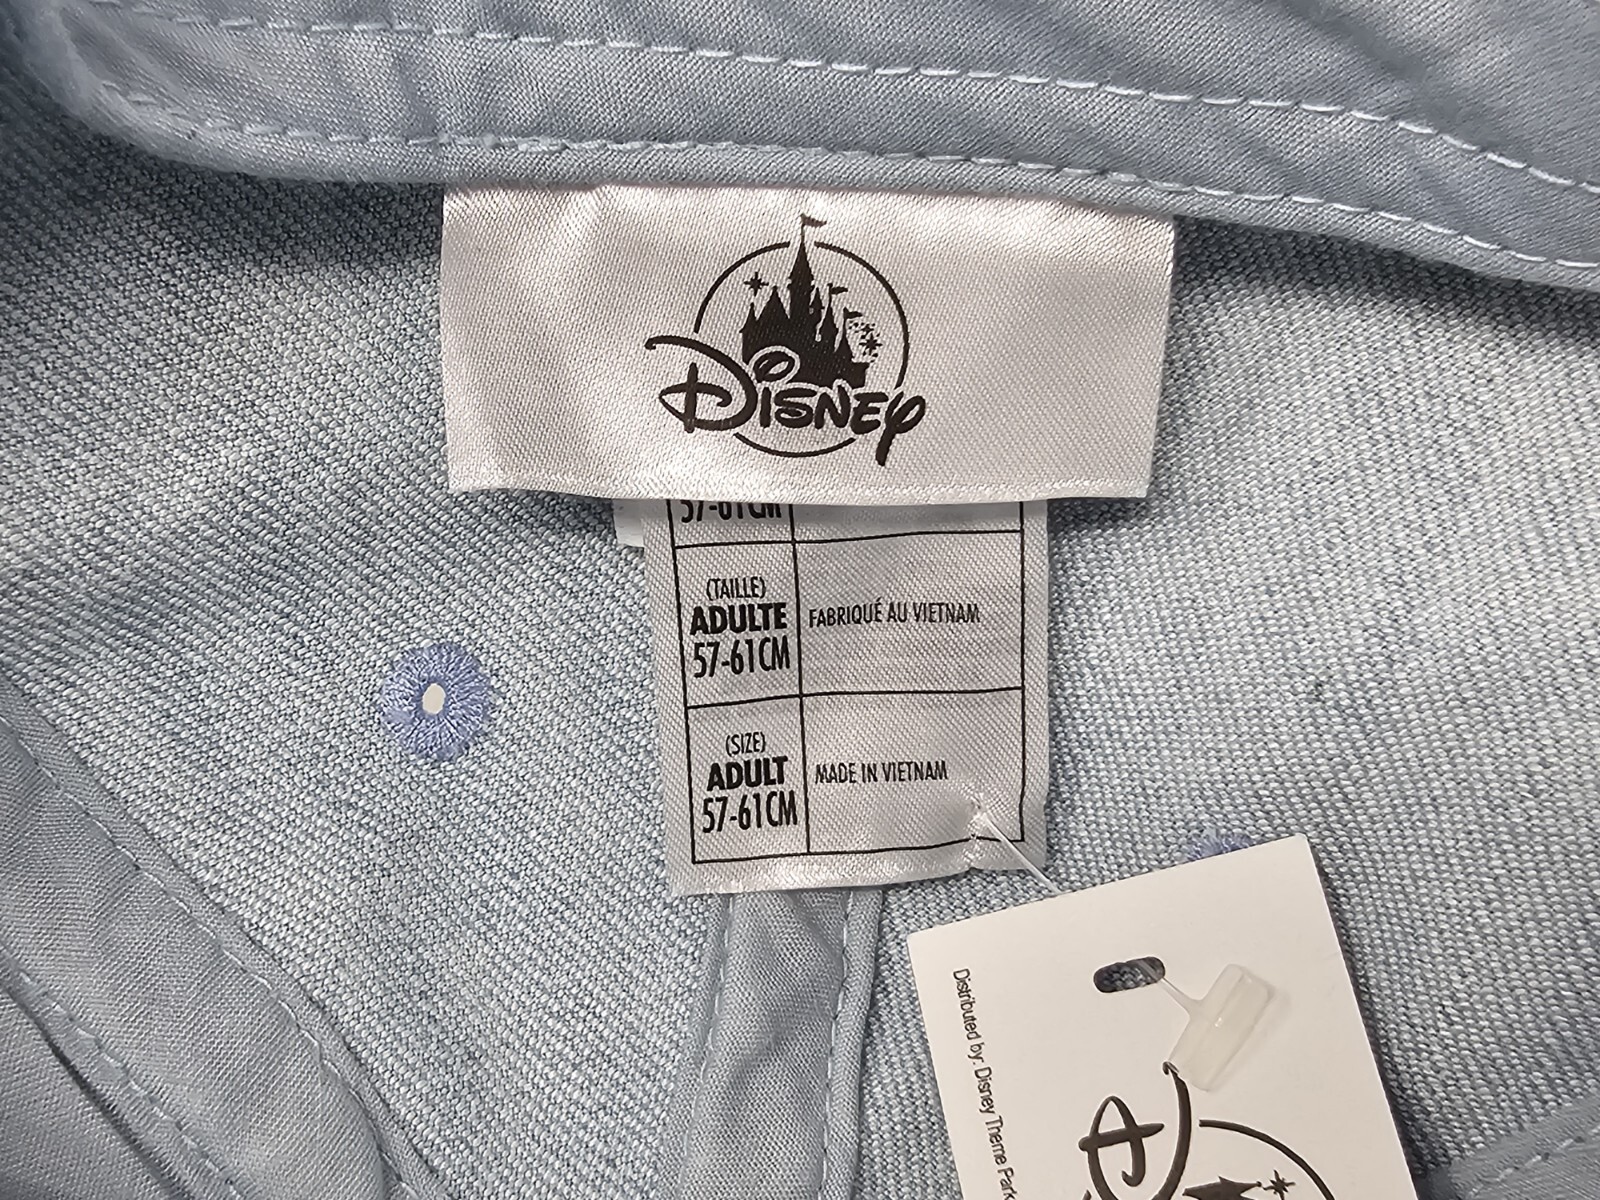 Disney
57-61CM
(TAILLE)
ADULTE
57-61CM
FABRIQUÉ AU VIETNAM
(SIZE)
ADULT
57-61CM
MADE IN VIETNAM
Distributed by: Disney Theme Park